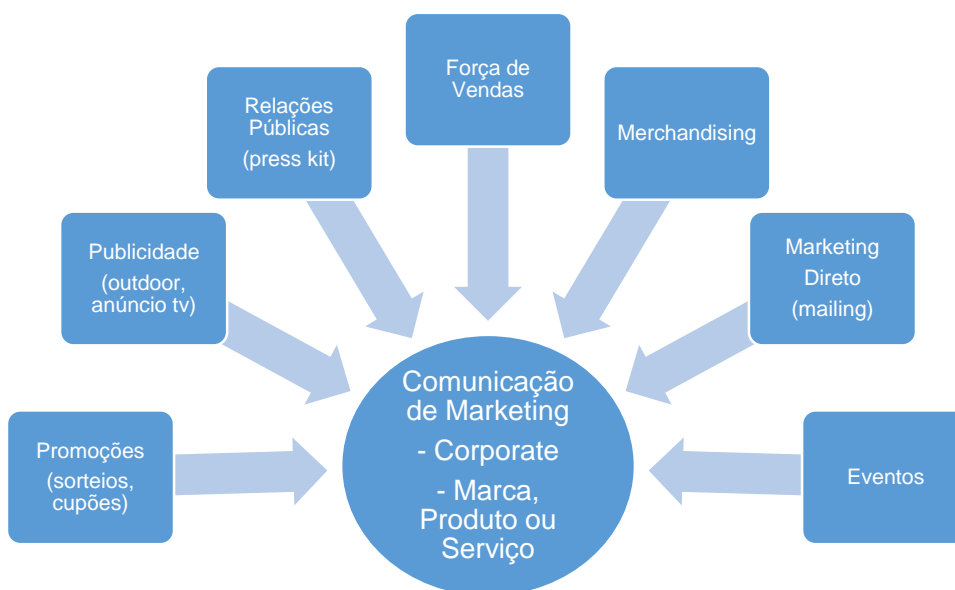 Força de
Vendas
Relações
Públicas
(press kit)
Merchandising
Publicidade
(outdoor,
anúncio tv)
Marketing
Direto
(mailing)
Promoções
(sorteios,
cupões)
Comunicação
de Marketing
- Corporate
- Marca,
Produto ou
Serviço
Eventos